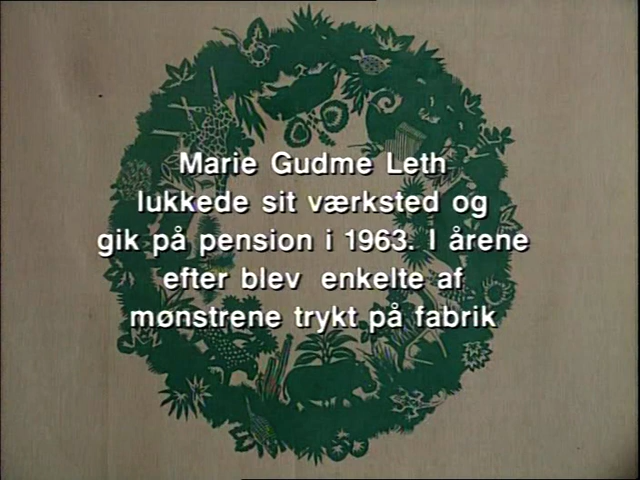 Marie Gudme Leth
lukkede sit værksted og
gik på pension i 1963. I årene
efter blev enkelte af
mønstrene trykt på fabrik